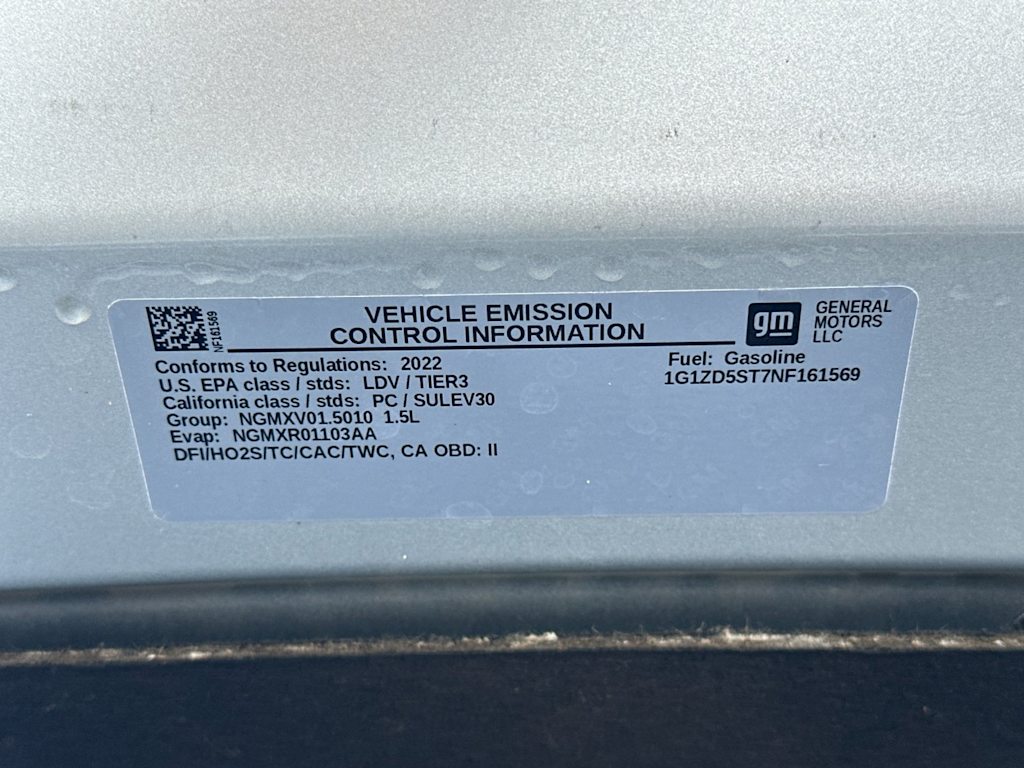 VEHICLE EMISSION
CONTROL INFORMATION
gm
GENERAL
MOTORS
LLC
NF161569
Conforms to Regulations: 2022
U.S. EPA class / stds: LDV / TIER3
California class / stds: PC / SULEV30
Group: NGMXV01.5010 1.5L
Evap: NGMXR01103AA
DFI/HO2S/TC/CAC/TWC, CA OBD: II
Fuel: Gasoline
1G1ZD5ST7NF161569